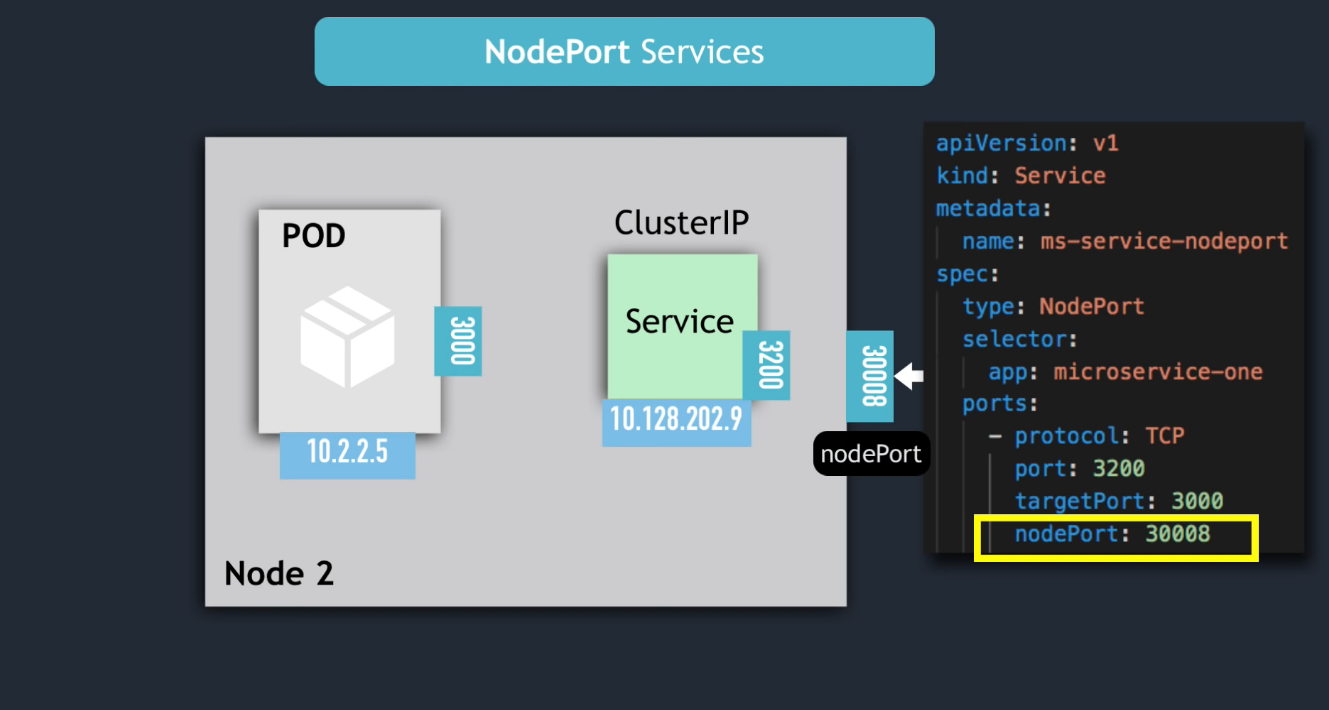 NodePort Services
POD
3000
10.2.2.5
ClusterIP
Service
3200
10.128.202.9
30008
nodePort
Node 2
apiVersion: v1
kind: Service
metadata:
name: ms-service-nodeport
spec:
type: NodePort
selector:
app: microservice-one
ports:
- protocol: TCP
port: 3200
targetPort: 3000
nodePort: 30008